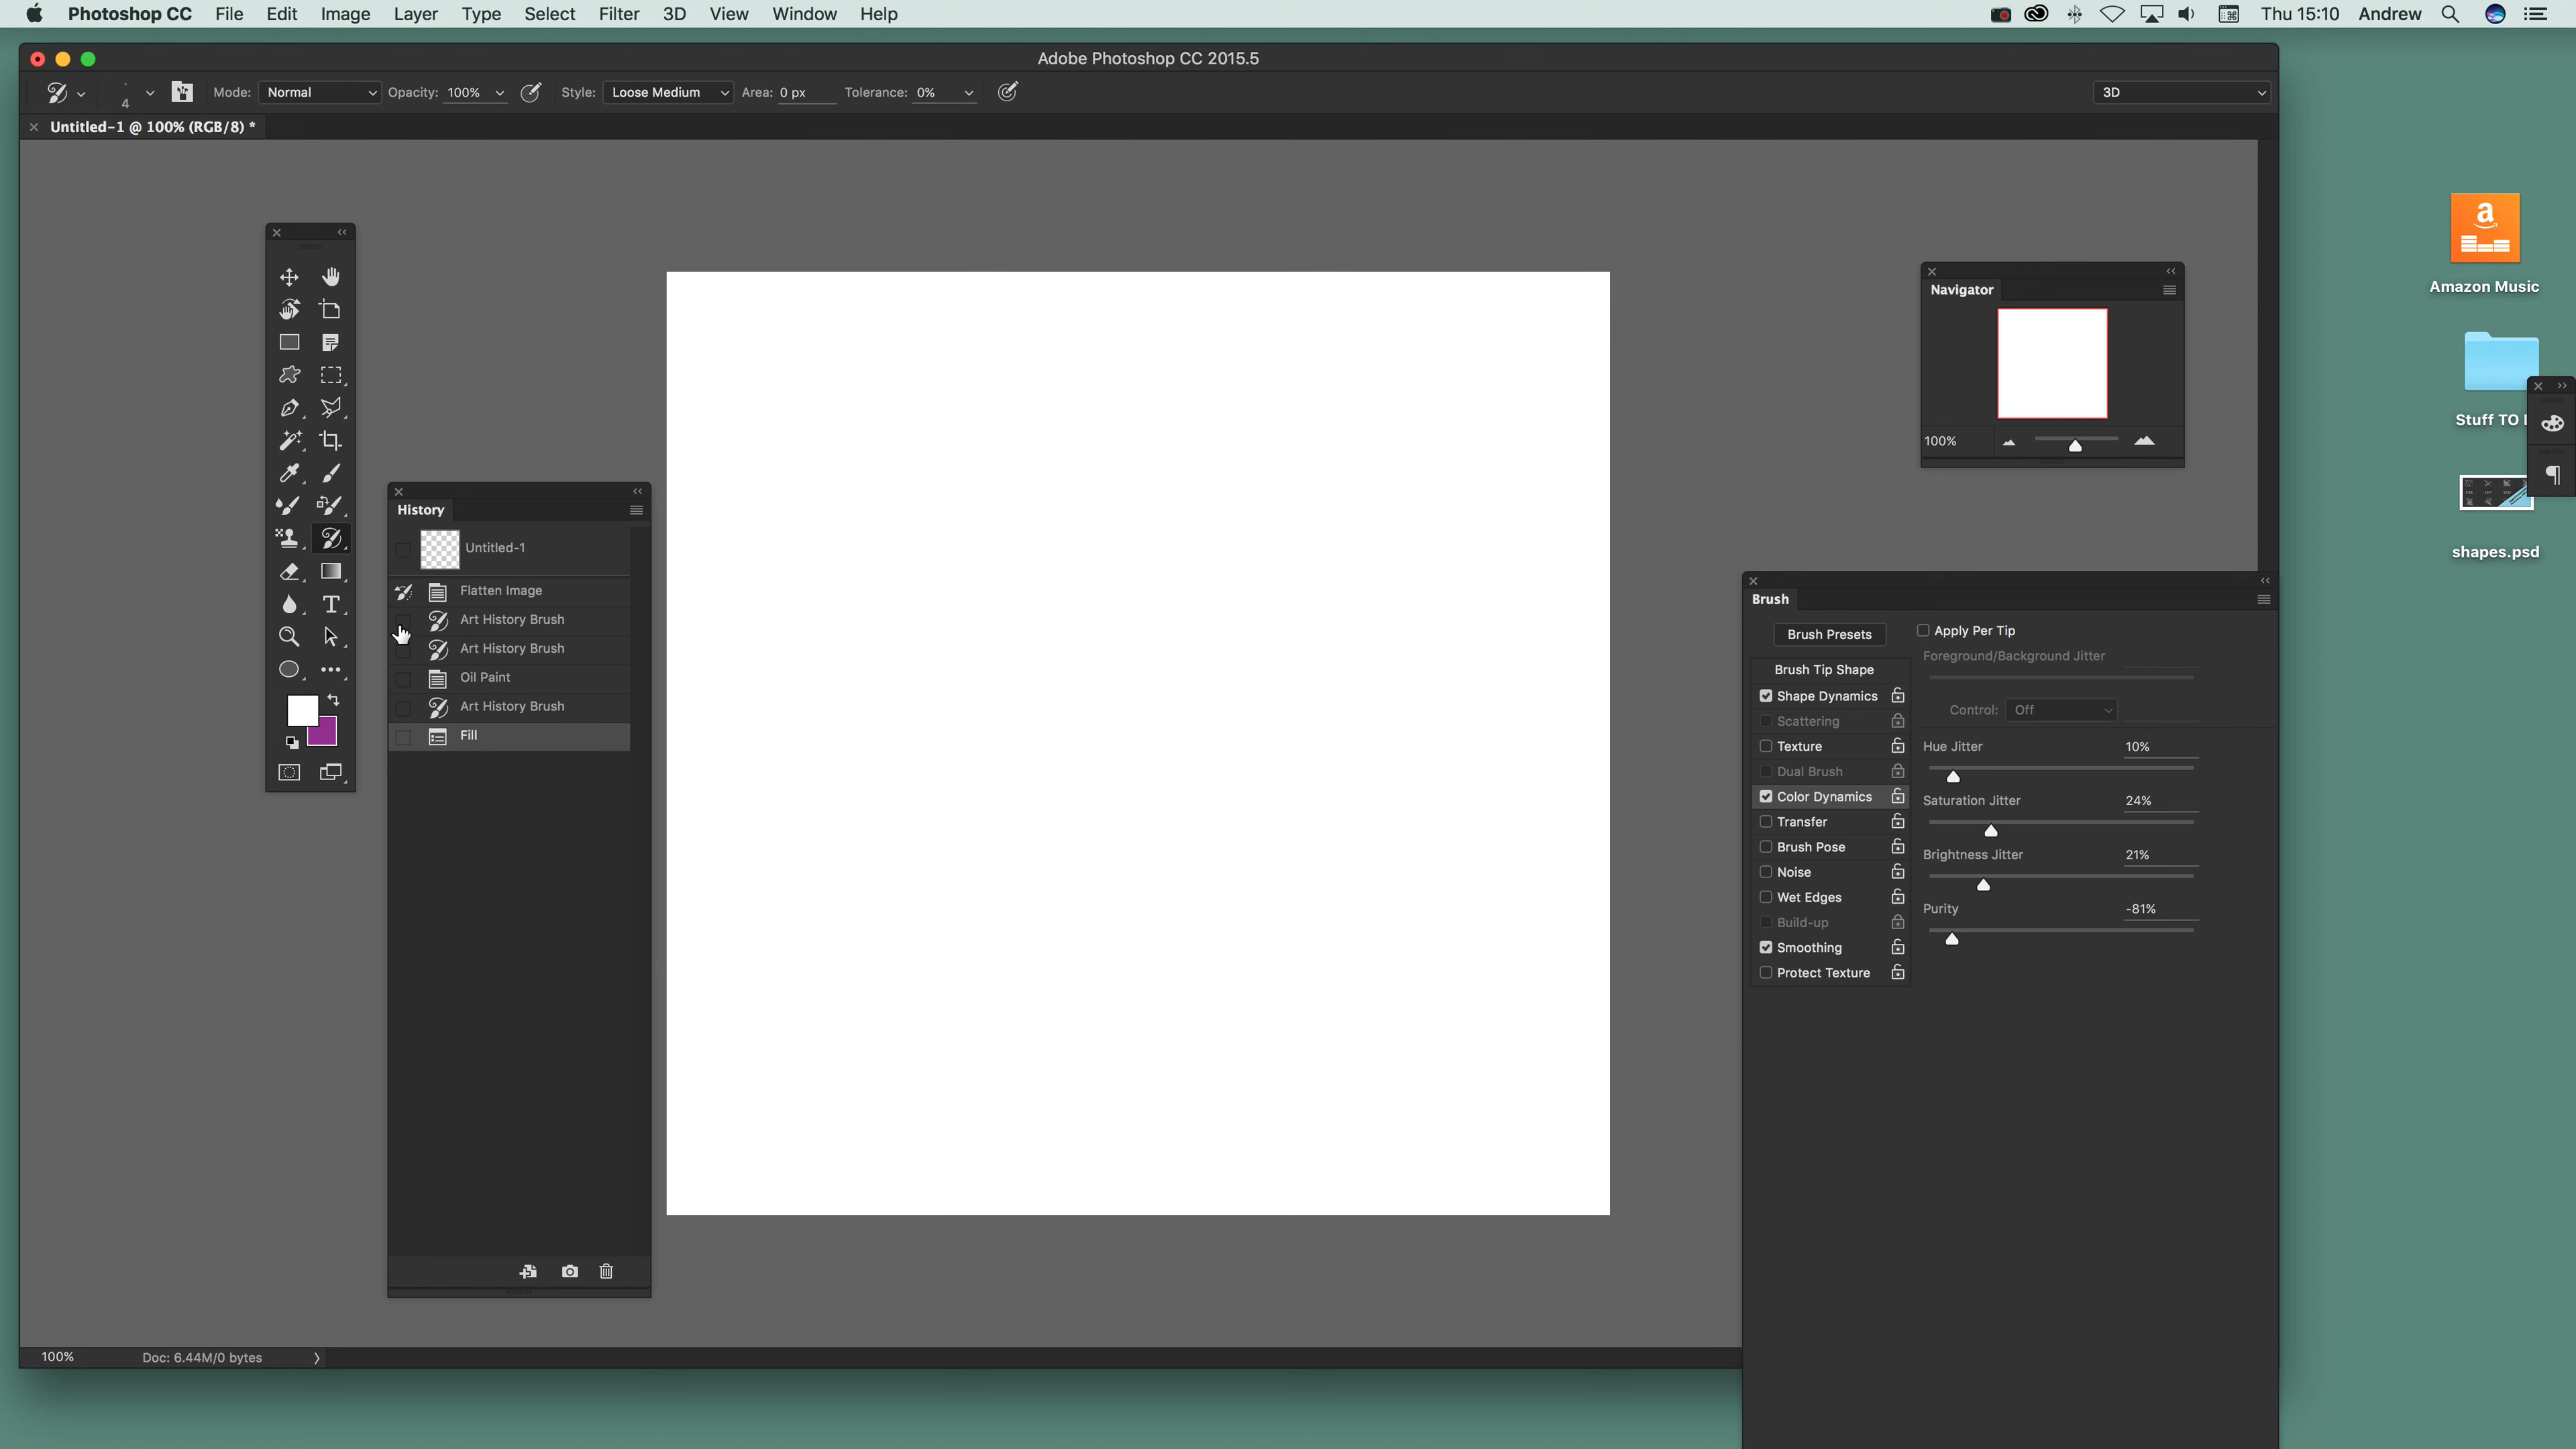 Photoshop CC File Edit Image Layer Type Select Filter 3D View Window Help Thu 15:10 Andrew
Adobe Photoshop CC 2015.5
4 Mode: Normal Opacity: 100% Style: Loose Medium Area: 0 px Tolerance: 0% 3D
Untitled-1 @ 100% (RGB/8) *
a
Amazon Music
Navigator
100%
Stuff TO
shapes.psd
History
Untitled-1
Flatten Image
Art History Brush
Art History Brush
Oil Paint
Art History Brush
Fill
Brush
Brush Presets
Apply Per Tip
Foreground/Background Jitter
Brush Tip Shape
Shape Dynamics
Control: Off
Scattering
Texture
Hue Jitter 10%
Dual Brush
Color Dynamics
Saturation Jitter 24%
Transfer
Brush Pose
Brightness Jitter 21%
Noise
Wet Edges
Purity -81%
Build-up
Smoothing
Protect Texture
100% Doc: 6.44M/0 bytes